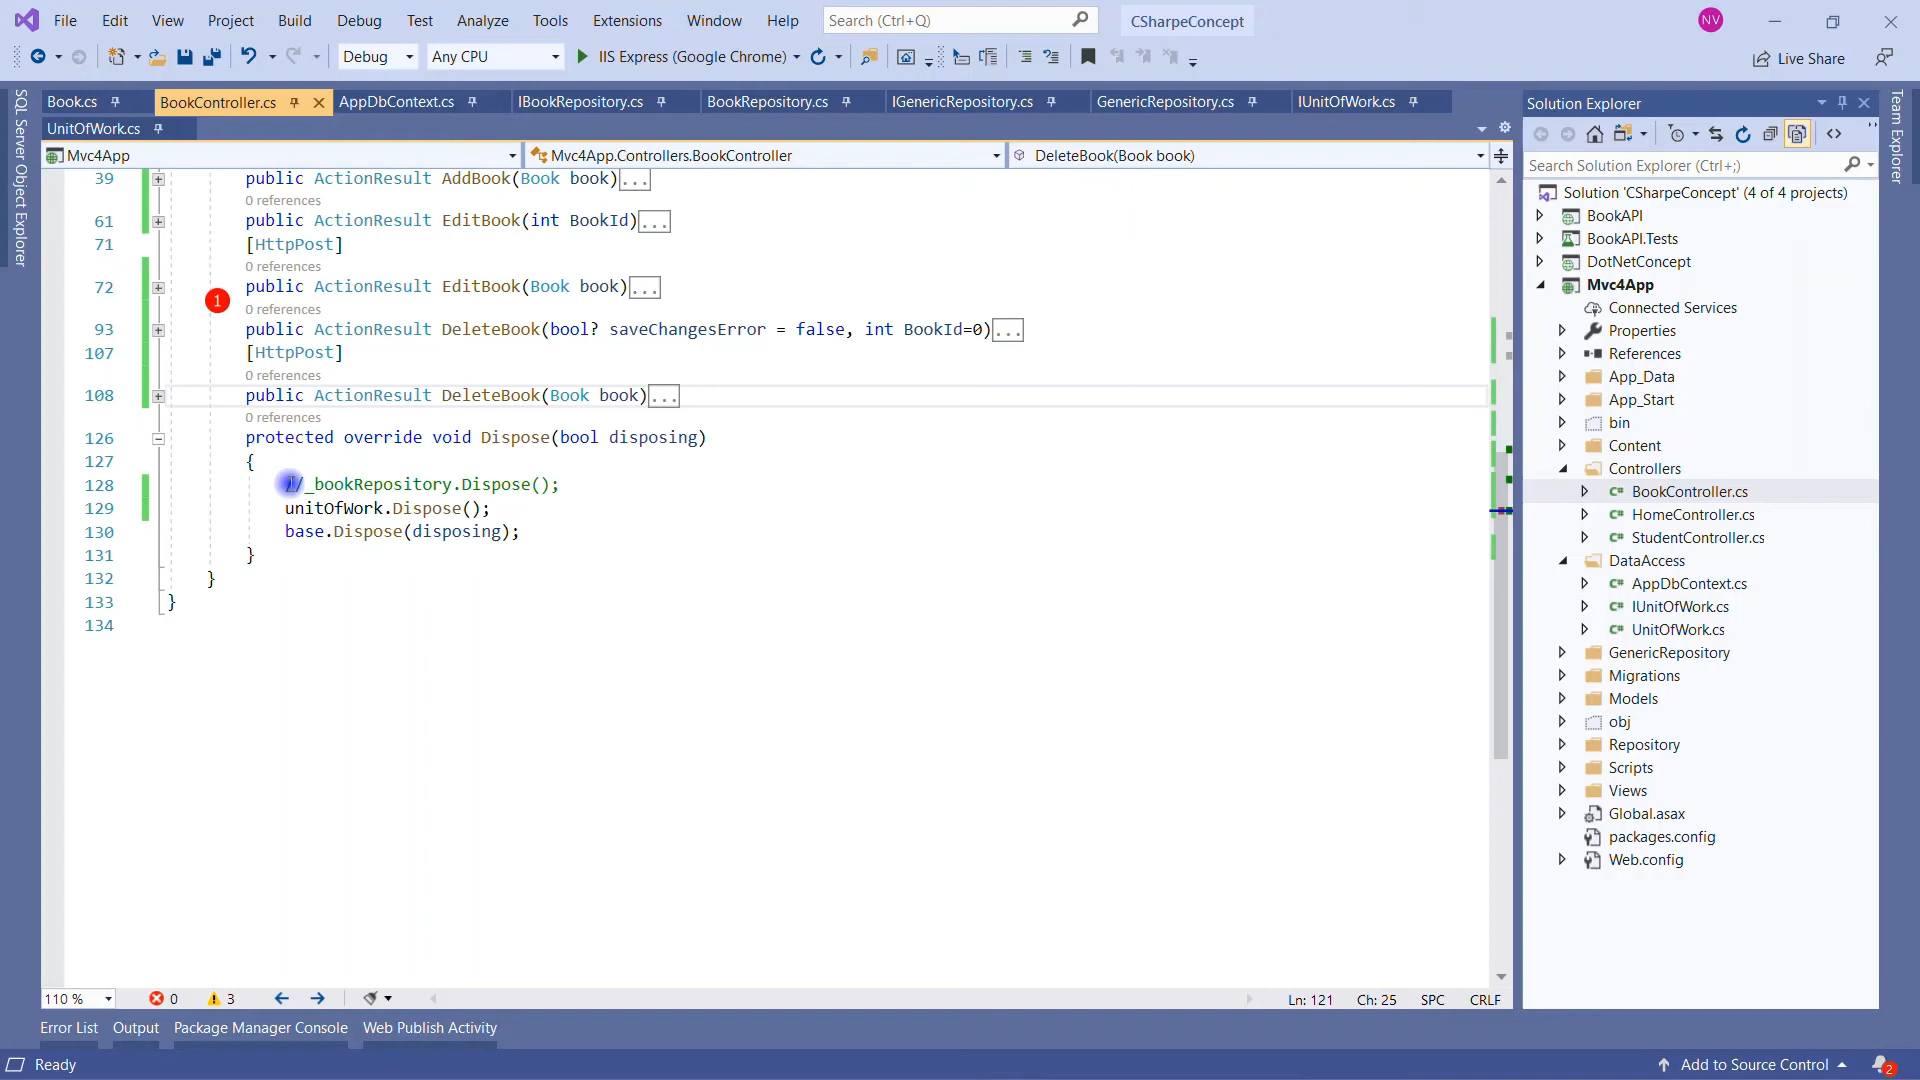 File Edit View Project Build Debug Test Analyze Tools Extensions Window Help Search (Ctrl+Q) CSharpeConcept NV
Debug Any CPU IIS Express (Google Chrome) Live Share
Book.cs BookController.cs AppDbContext.cs IBookRepository.cs BookRepository.cs IGenericRepository.cs GenericRepository.cs IUnitOfWork.cs
UnitOfWork.cs
Mvc4App Mvc4App.Controllers.BookController DeleteBook(Book book)
SQL Server Object Explorer
39 public ActionResult AddBook(Book book)...
0 references
61 public ActionResult EditBook(int BookId)...
71 [HttpPost]
0 references
72 public ActionResult EditBook(Book book)...
1
0 references
93 public ActionResult DeleteBook(bool? saveChangesError = false, int BookId=0)...
107 [HttpPost]
0 references
108 public ActionResult DeleteBook(Book book)...
0 references
126 protected override void Dispose(bool disposing)
127 {
128 //_bookRepository.Dispose();
129 unitOfWork.Dispose();
130 base.Dispose(disposing);
131 }
132 }
133 }
134
110 % 0 3 Ln: 121 Ch: 25 SPC CRLF
Solution Explorer
Search Solution Explorer (Ctrl+;)
Solution 'CSharpeConcept' (4 of 4 projects)
BookAPI
BookAPI.Tests
DotNetConcept
Mvc4App
Connected Services
Properties
References
App_Data
App_Start
bin
Content
Controllers
BookController.cs
HomeController.cs
StudentController.cs
DataAccess
AppDbContext.cs
IUnitOfWork.cs
UnitOfWork.cs
GenericRepository
Migrations
Models
obj
Repository
Scripts
Views
Global.asax
packages.config
Web.config
Team Explorer
Error List Output Package Manager Console Web Publish Activity
Ready Add to Source Control 2